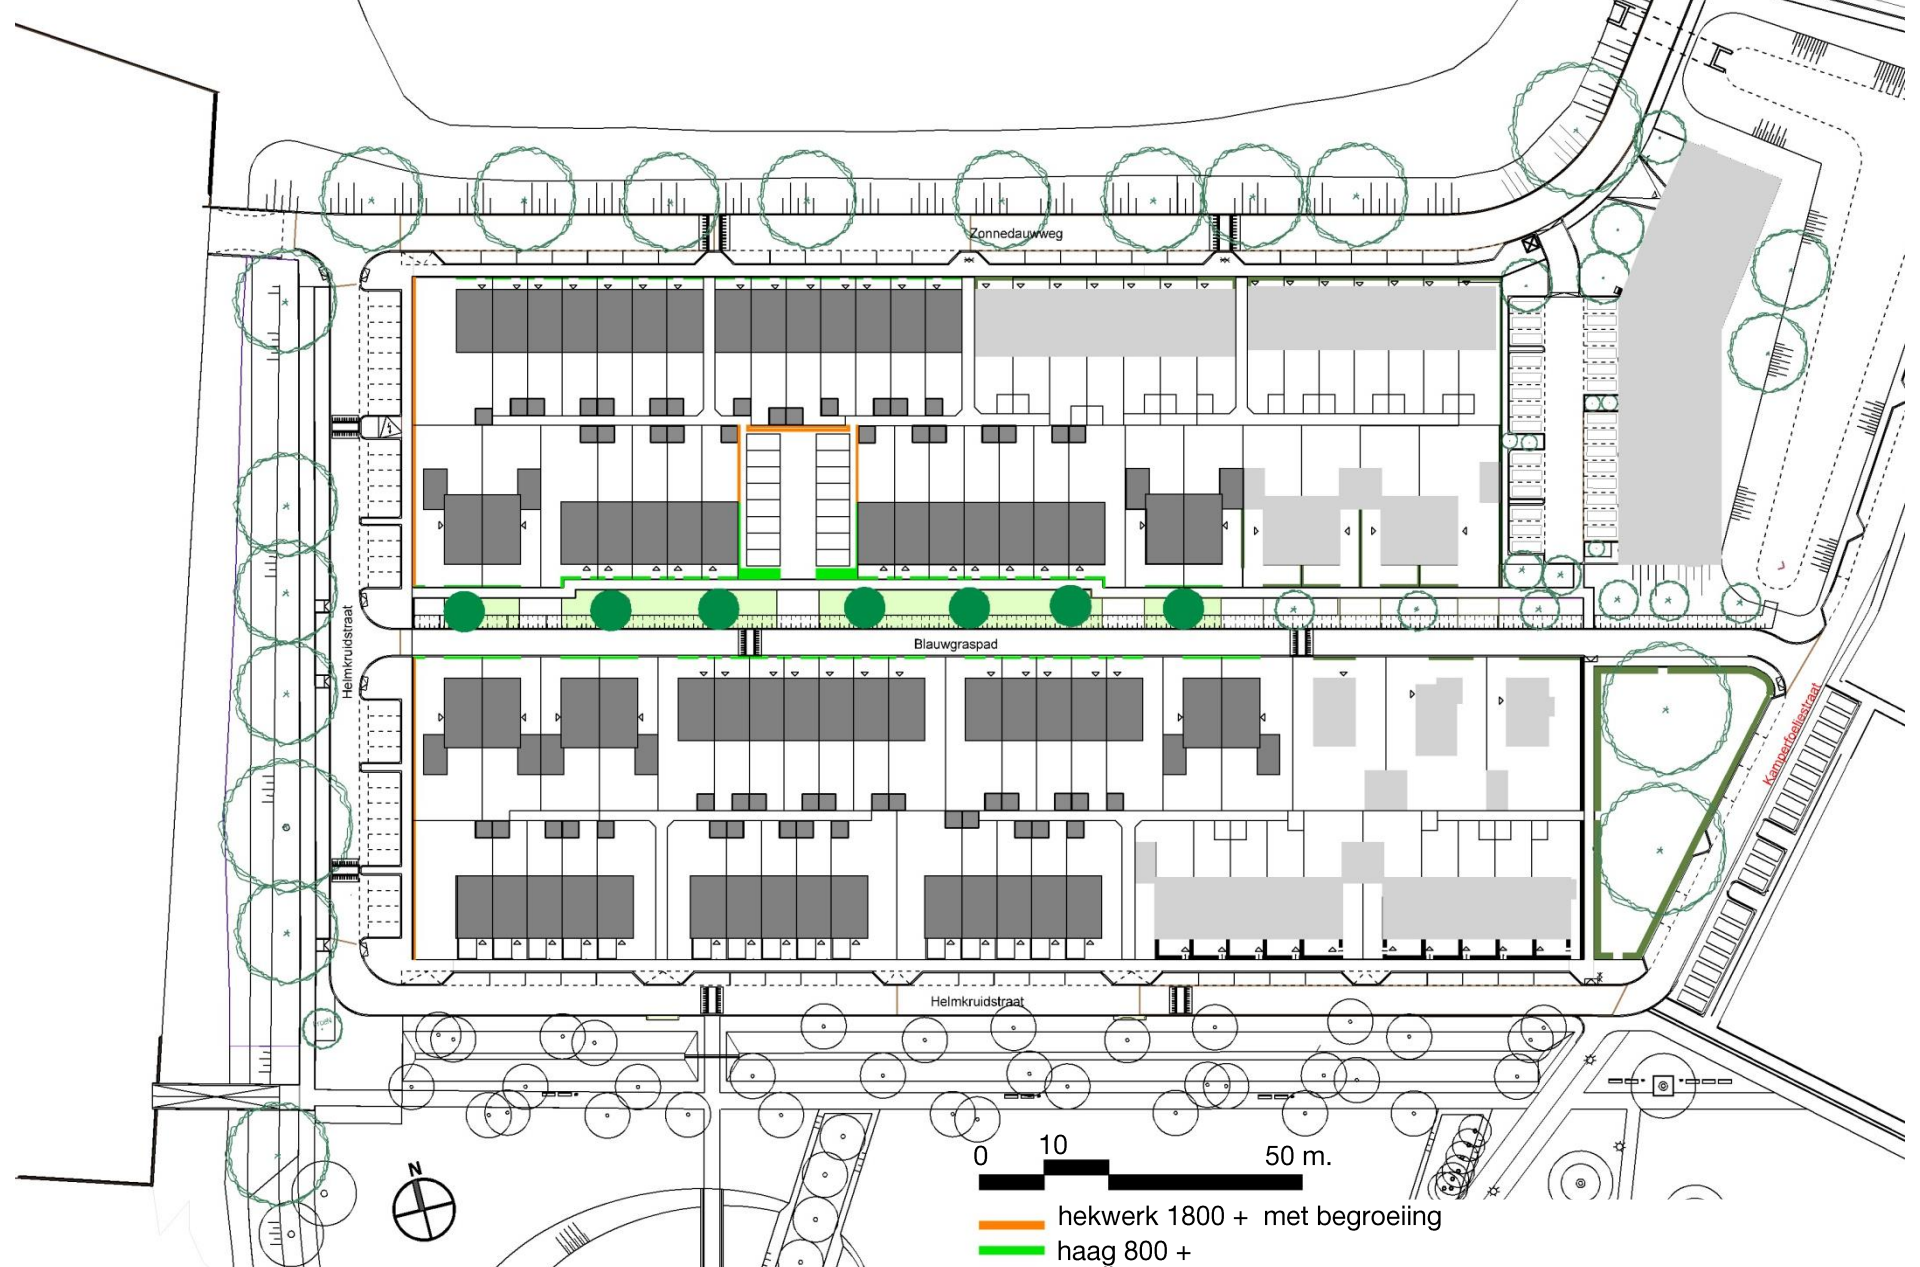 Zonnedauwweg
Helmkruidstraat
Blauwgraspad
Kamperfoeliestraat
Helmkruidstraat
N
0 10 50 m.
hekwerk 1800 + met begroeiing
haag 800 +